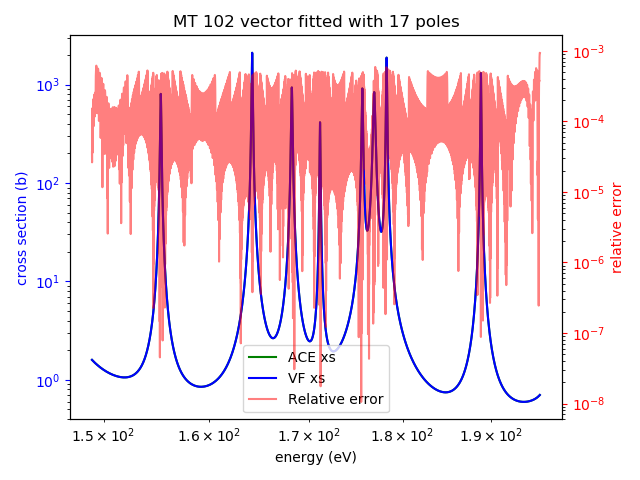 MT 102 vector fitted with 17 poles
10³
10²
10¹
10⁰
cross section (b)
10⁻³
10⁻⁴
10⁻⁵
10⁻⁶
10⁻⁷
10⁻⁸
relative error
ACE xs
VF xs
Relative error
1.5 × 10² 1.6 × 10² 1.7 × 10² 1.8 × 10² 1.9 × 10²
energy (eV)